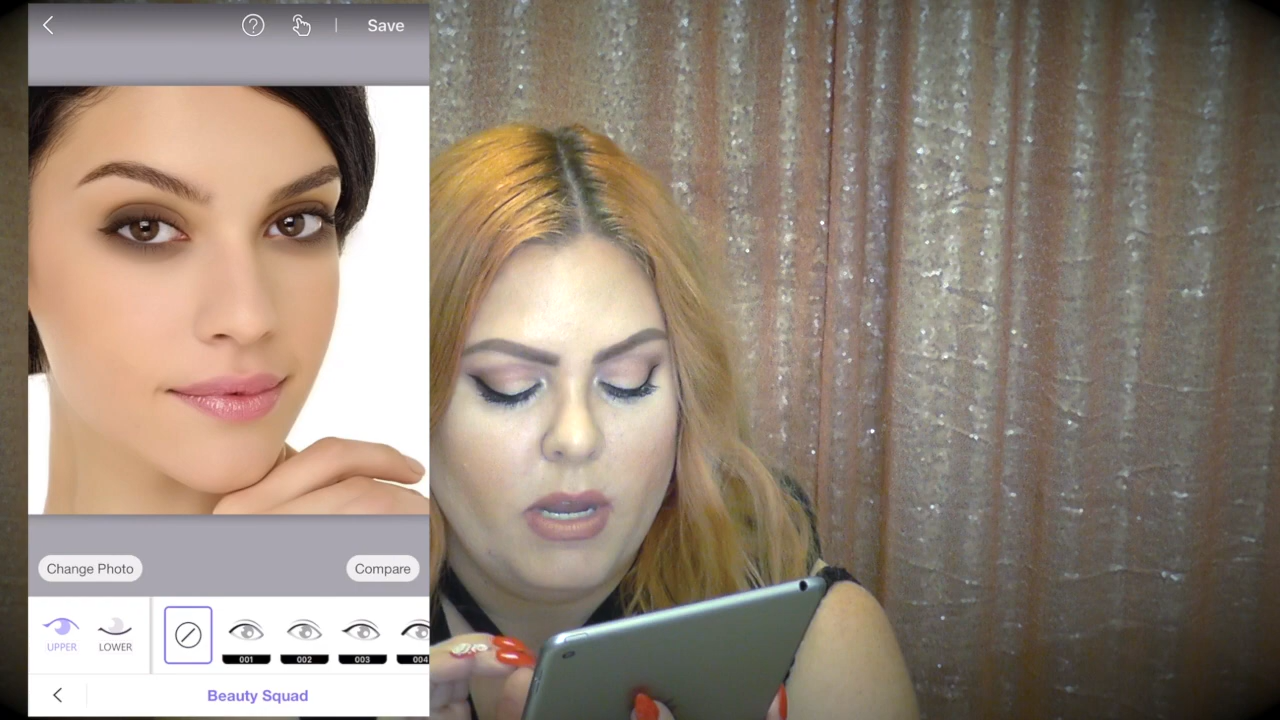 Save
Change Photo
Compare
UPPER
LOWER
001
002
003
004
Beauty Squad